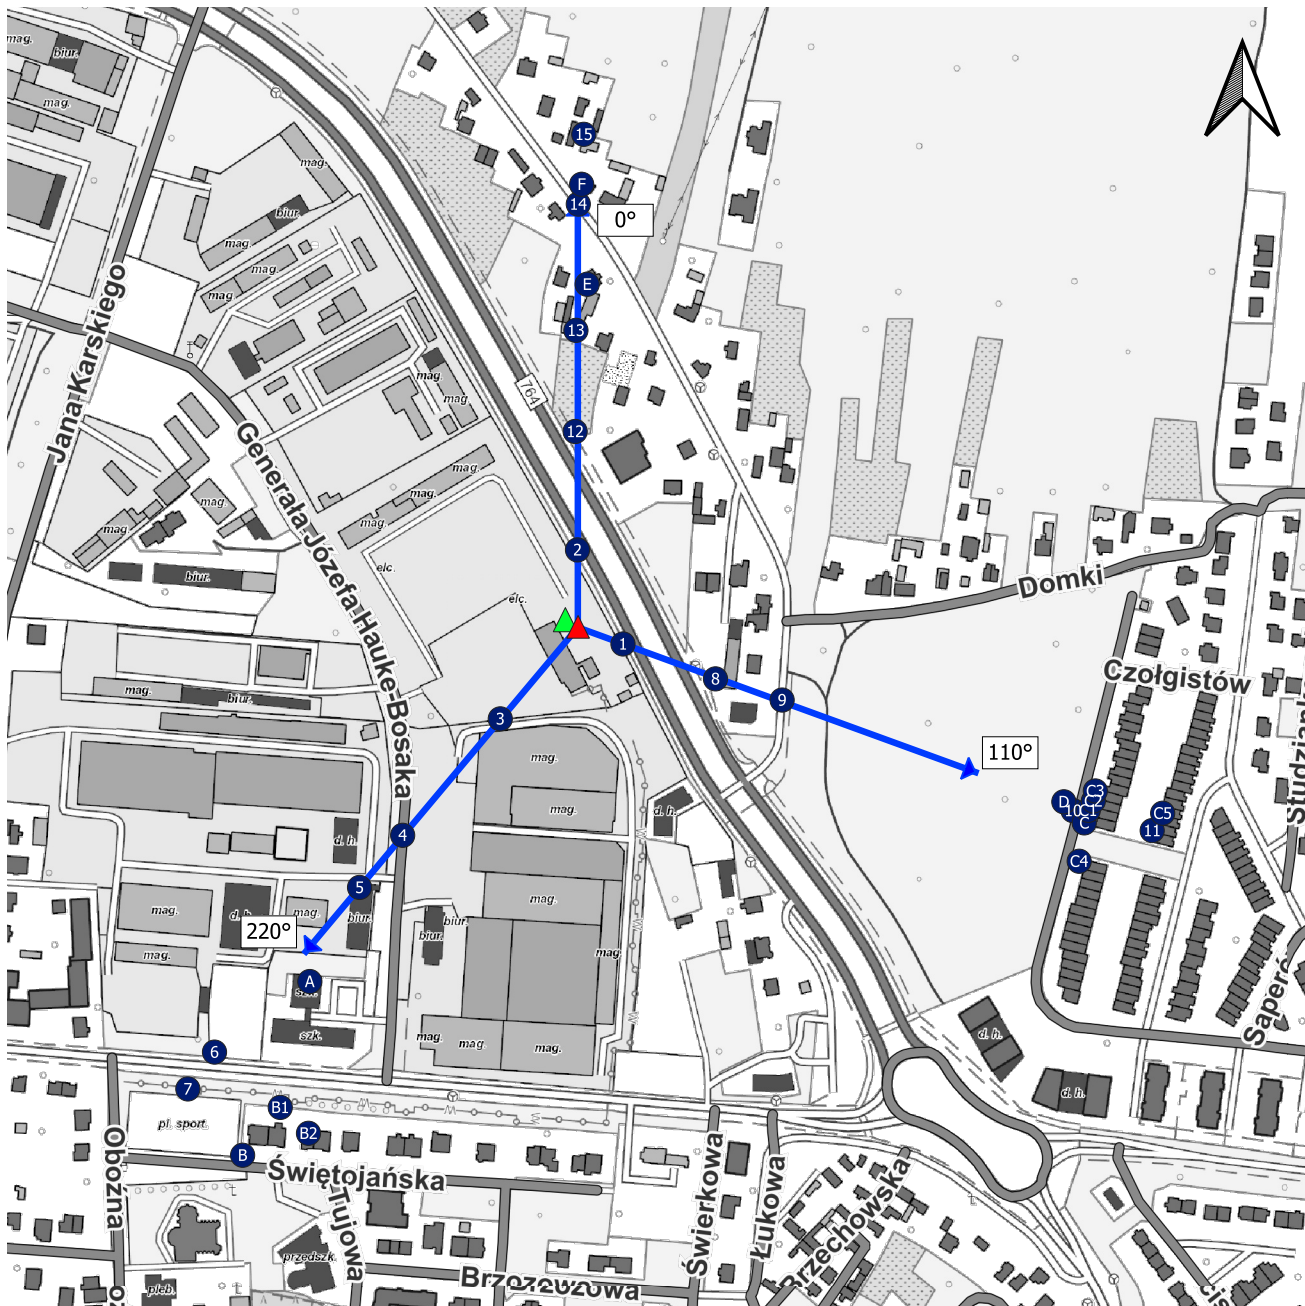 mag.
biur.
mag.
15
mag.
F
14
0°
biur.
mag.
mag.
mag.
E
13
Jana Karskiego
764
mag.
mag.
12
Generała Józefa Hauke-Bosaka
mag.
mag.
mag.
mag.
mag.
2
elc.
biur.
elc.
Domki
1
Czołgistów
8
mag.
biur.
9
3
110°
mag.
C3
D
C2
10
C1
C5
C
11
mag.
d. h.
4
d. h.
C4
5
mag.
d. h.
mag.
biur.
mag.
220°
biur.
biur.
mag.
mag
A
szk.
Saperó
szk.
mag
mag.
mag.
d. h.
6
7
B1
d. h.
pl. sport.
B2
B
Obozna
Świętojańska
Tujowa
Świerkowa
Łukowa
Brzechowska
przedszk.
pleb.
Brzozowa